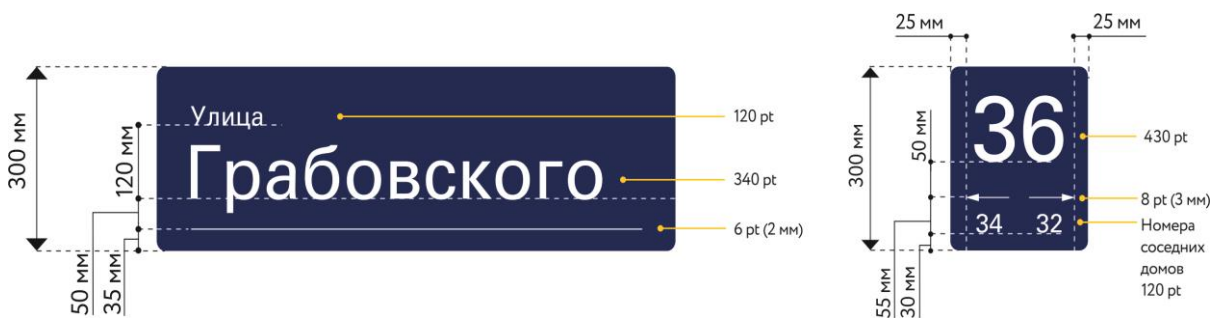 300 мм
120 мм
50 мм
35 мм
Улица
Грабовского
120 pt
340 pt
6 pt (2 мм)
25 мм
25 мм
300 мм
50 мм
55 мм
30 мм
36
34 32
430 pt
8 pt (3 мм)
Номера
соседних
домов
120 pt